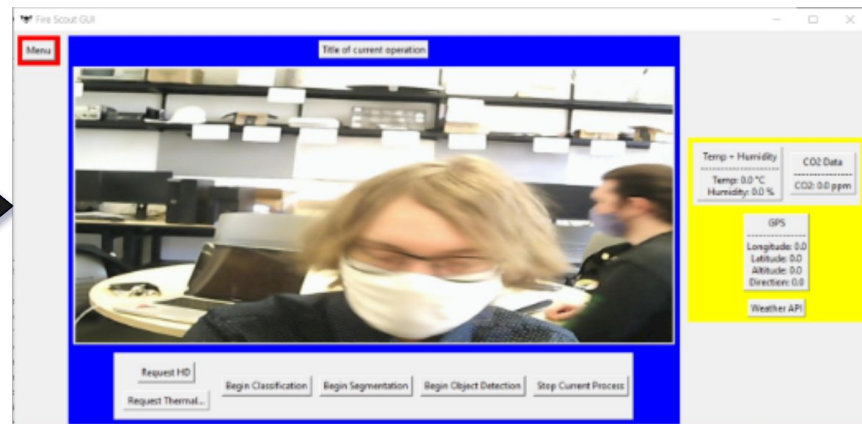 Fire Scout GUI
Menu
Title of current operation
Temp + Humidity
Temp: 0.0 °C
Humidity: 0.0 %
CO2 Data
CO2: 0.0 ppm
GPS
Longitude: 0.0
Latitude: 0.0
Altitude: 0.0
Direction: 0.0
Weather API
Request HD
Request Thermal...
Begin Classification
Begin Segmentation
Begin Object Detection
Stop Current Process